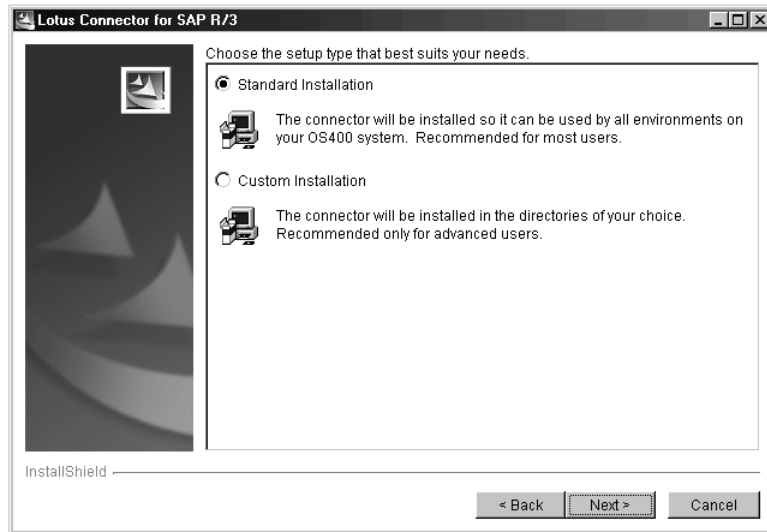 Lotus Connector for SAP R/3
Choose the setup type that best suits your needs.
Standard Installation
The connector will be installed so it can be used by all environments on
your OS400 system. Recommended for most users.
Custom Installation
The connector will be installed in the directories of your choice.
Recommended only for advanced users.
InstallShield
< Back Next > Cancel